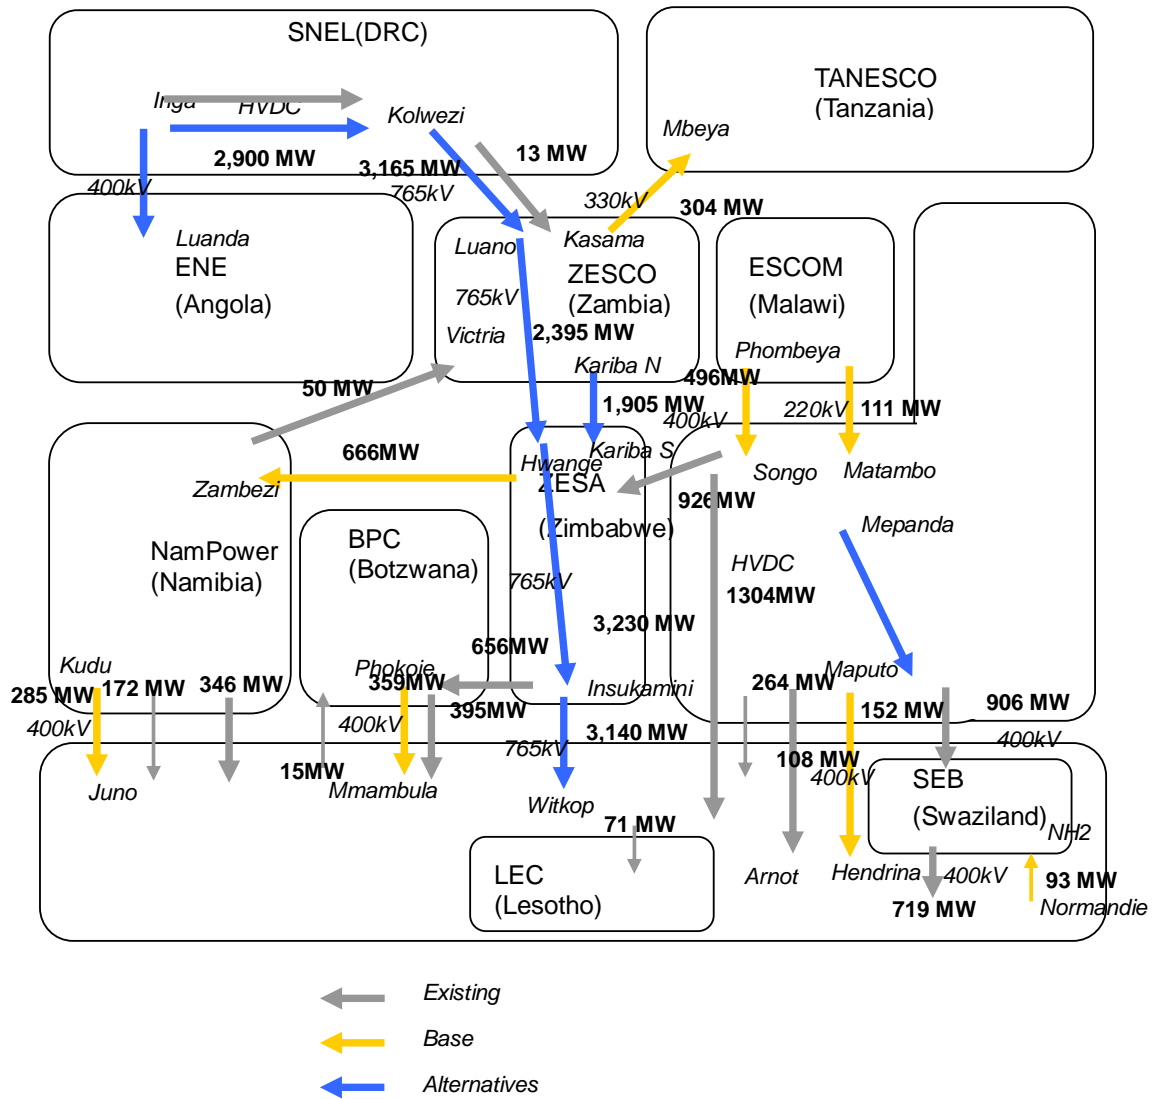 SNEL(DRC)
TANESCO
(Tanzania)
Inga
HVDC
Kolwezi
Mbeya
2,900 MW
3,165 MW
13 MW
400kV
765kV
330kV
304 MW
Luanda
ENE
(Angola)
Luano
Kasama
ZESCO
(Zambia)
ESCOM
(Malawi)
765kV
Victria
2,395 MW
Kariba N
Phombeya
50 MW
496MW
1,905 MW
400kV
220kV
111 MW
666MW
Kariba S
Hwange
ZESA
(Zimbabwe)
Zambezi
Songo
Matambo
926MW
Mepanda
NamPower
(Namibia)
BPC
(Botzwana)
765kV
HVDC
1304MW
3,230 MW
656MW
Kudu
Phokoje
Insukamini
Maputo
285 MW
172MW
346 MW
359MW
395MW
264 MW
152 MW
906 MW
400kV
400kV
765kV
3,140 MW
400kV
15MW
108 MW
400kV
Juno
Mmambula
Witkop
SEB
(Swaziland)
NH2
71 MW
LEC
(Lesotho)
Arnot
Hendrina
400kV
93 MW
719 MW
Normandie
Existing
Base
Alternatives